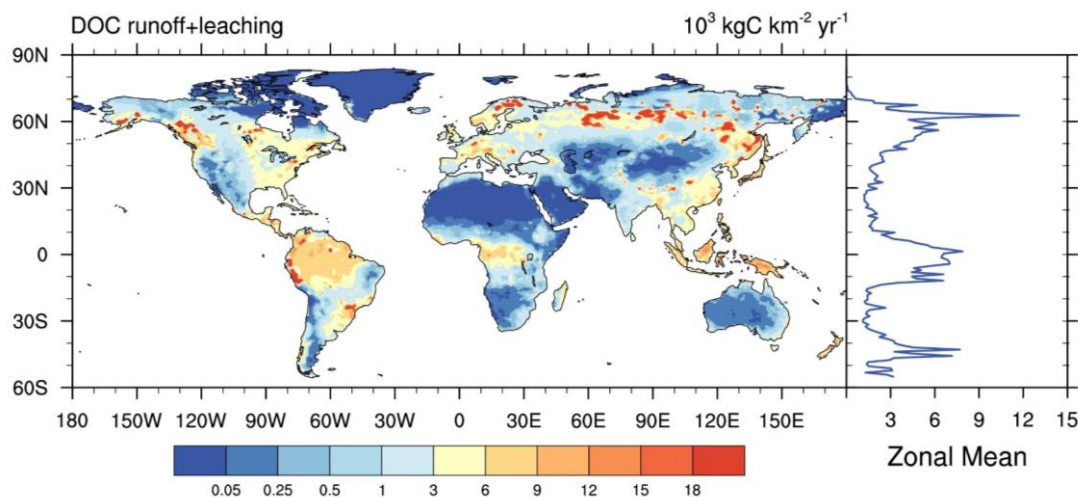 DOC runoff+leaching 10³ kgC km⁻² yr⁻¹
90N
60N
30N
0
30S
60S
180 150W 120W 90W 60W 30W 0 30E 60E 90E 120E 150E 3 6 9 12 15
Zonal Mean
0.05 0.25 0.5 1 3 6 9 12 15 18